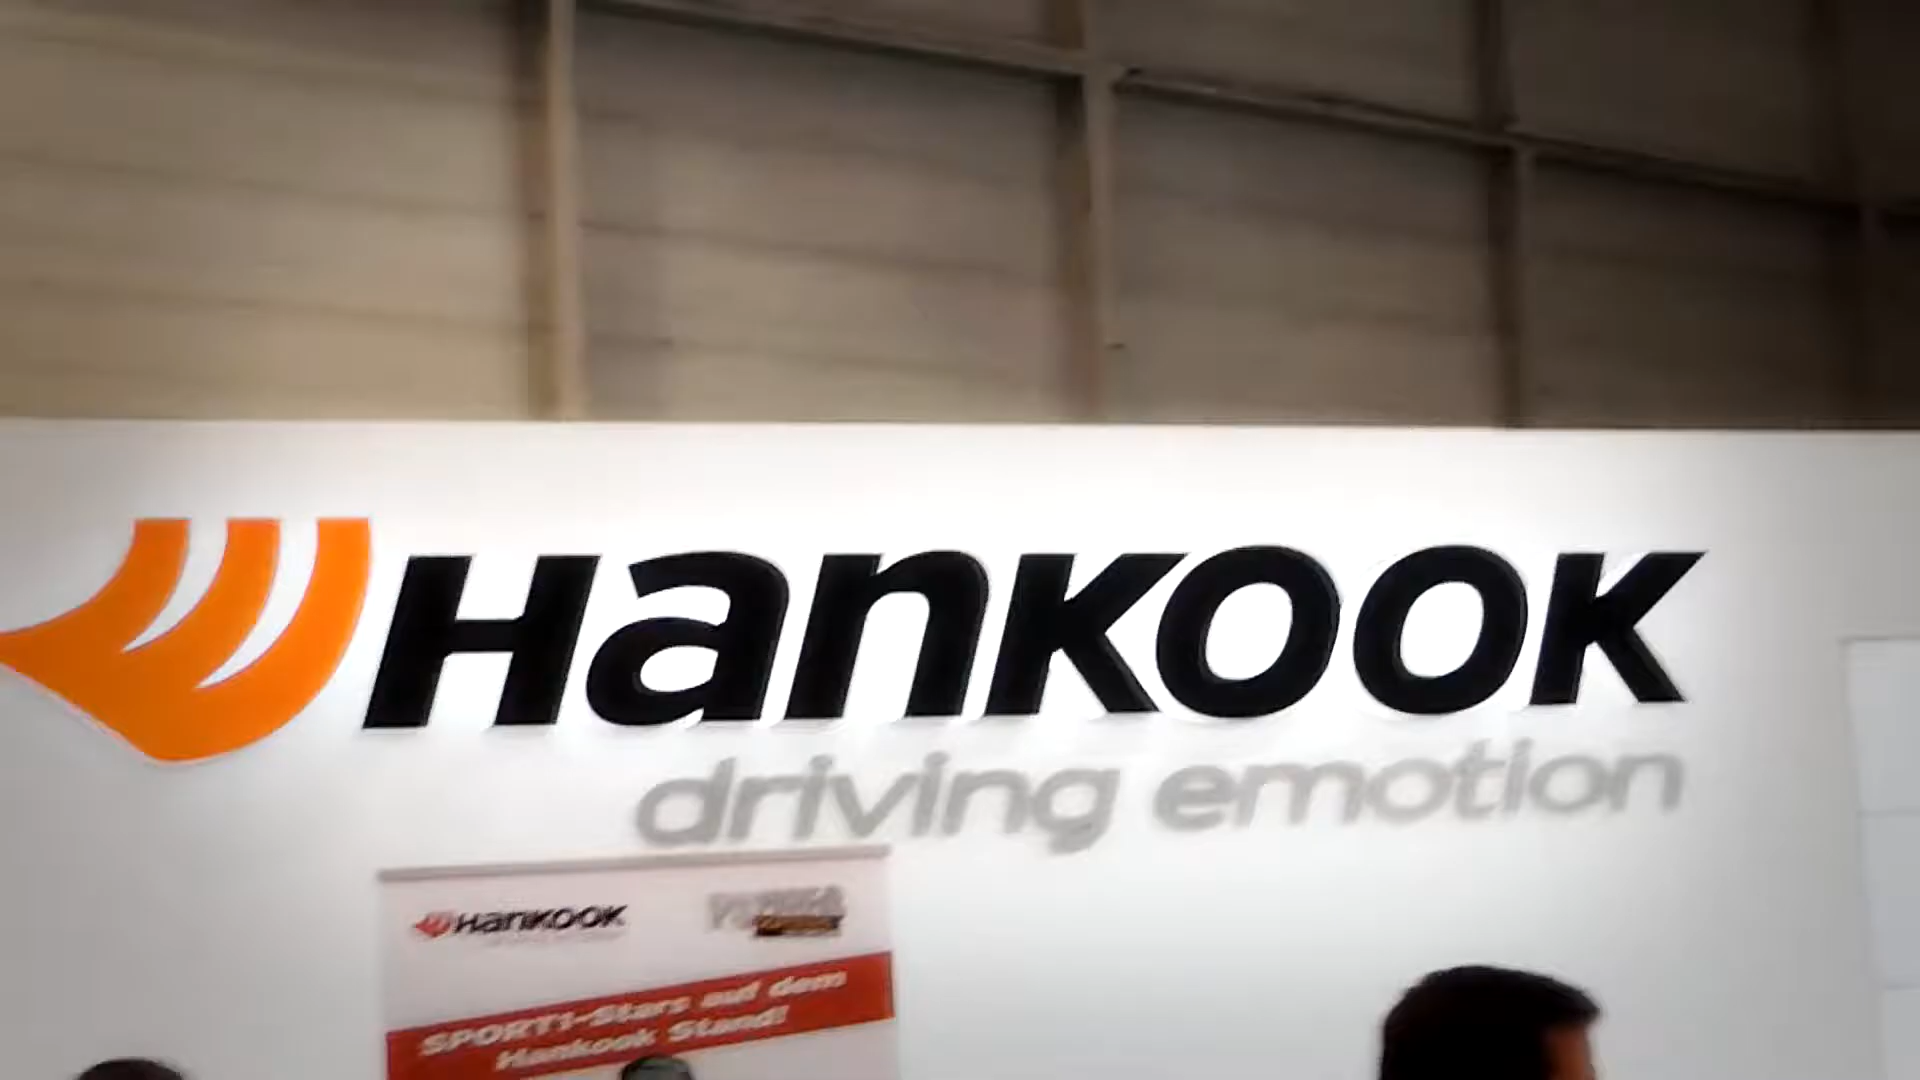 Hankook
driving emotion
Hankook
SPORT1-Stars auf dem
Hankook Stand!